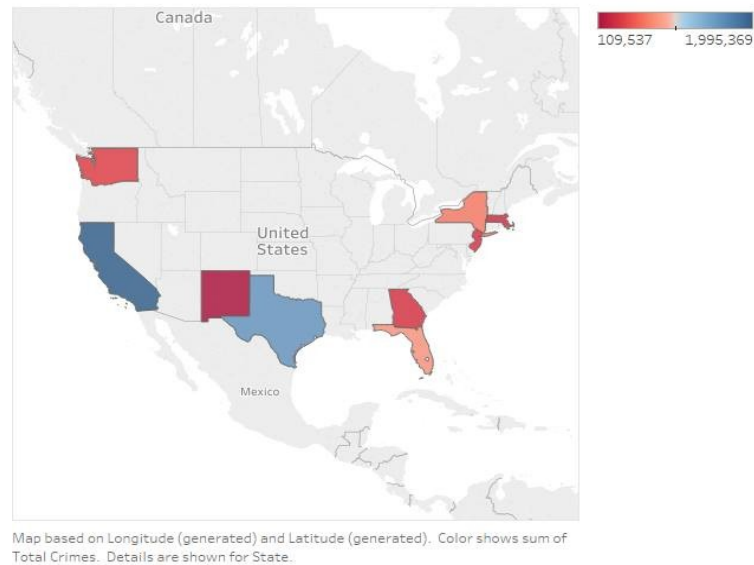 Canada
109,537 1,995,369
United
States
Mexico
Map based on Longitude (generated) and Latitude (generated). Color shows sum of
Total Crimes. Details are shown for State.